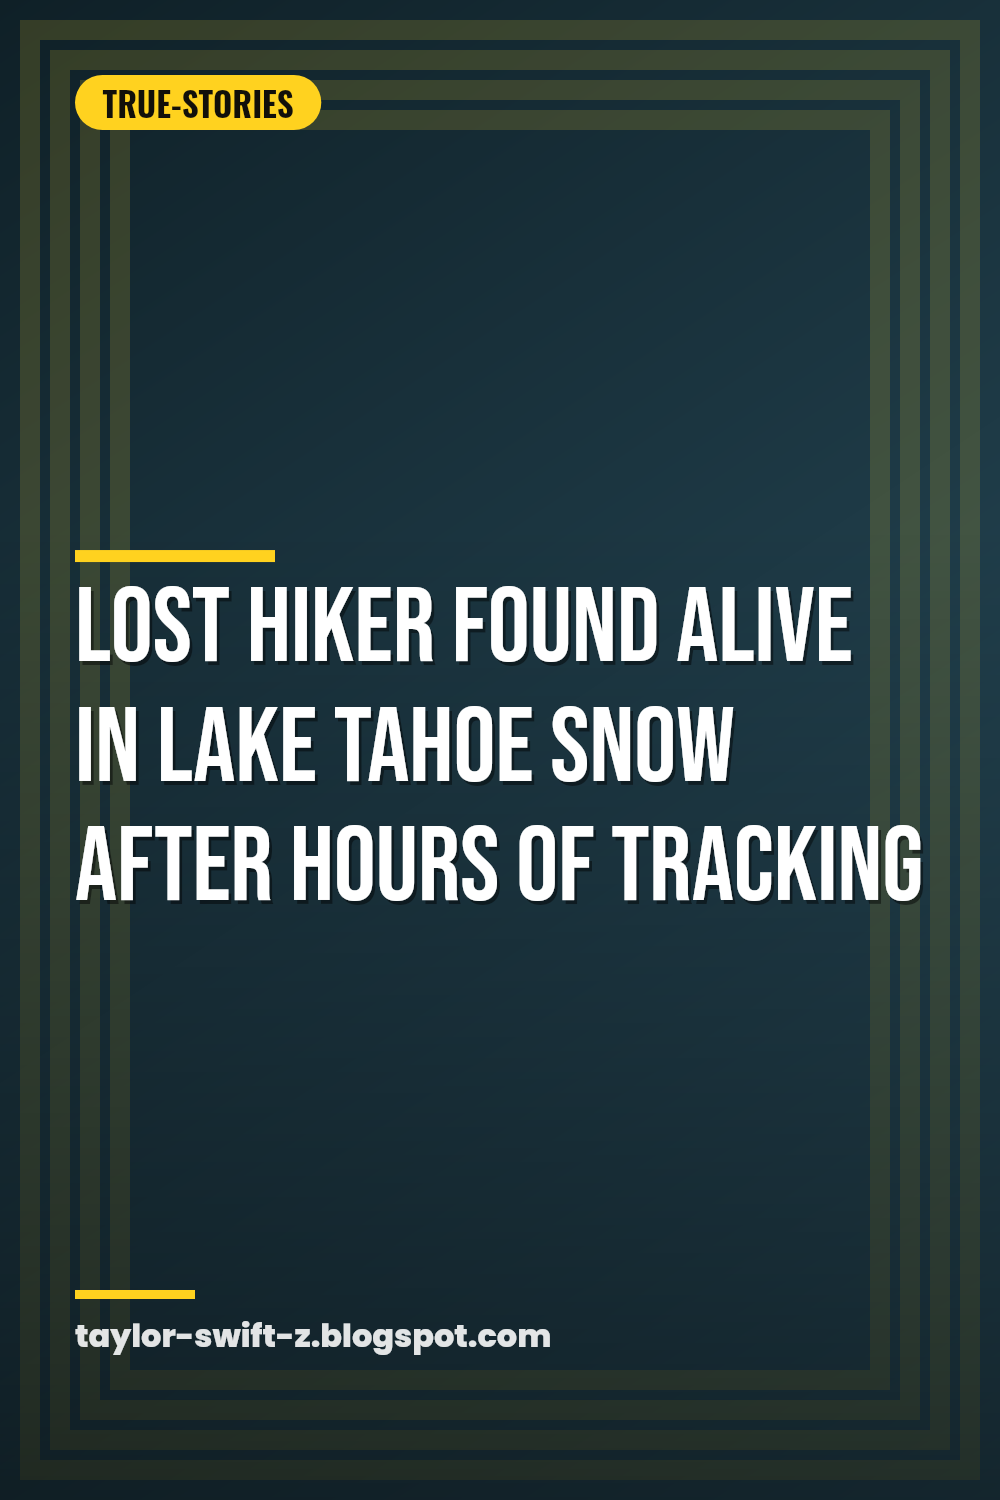 TRUE-STORIES
LOST HIKER FOUND ALIVE
IN LAKE TAHOE SNOW
AFTER HOURS OF TRACKING
taylor-swift-z.blogspot.com